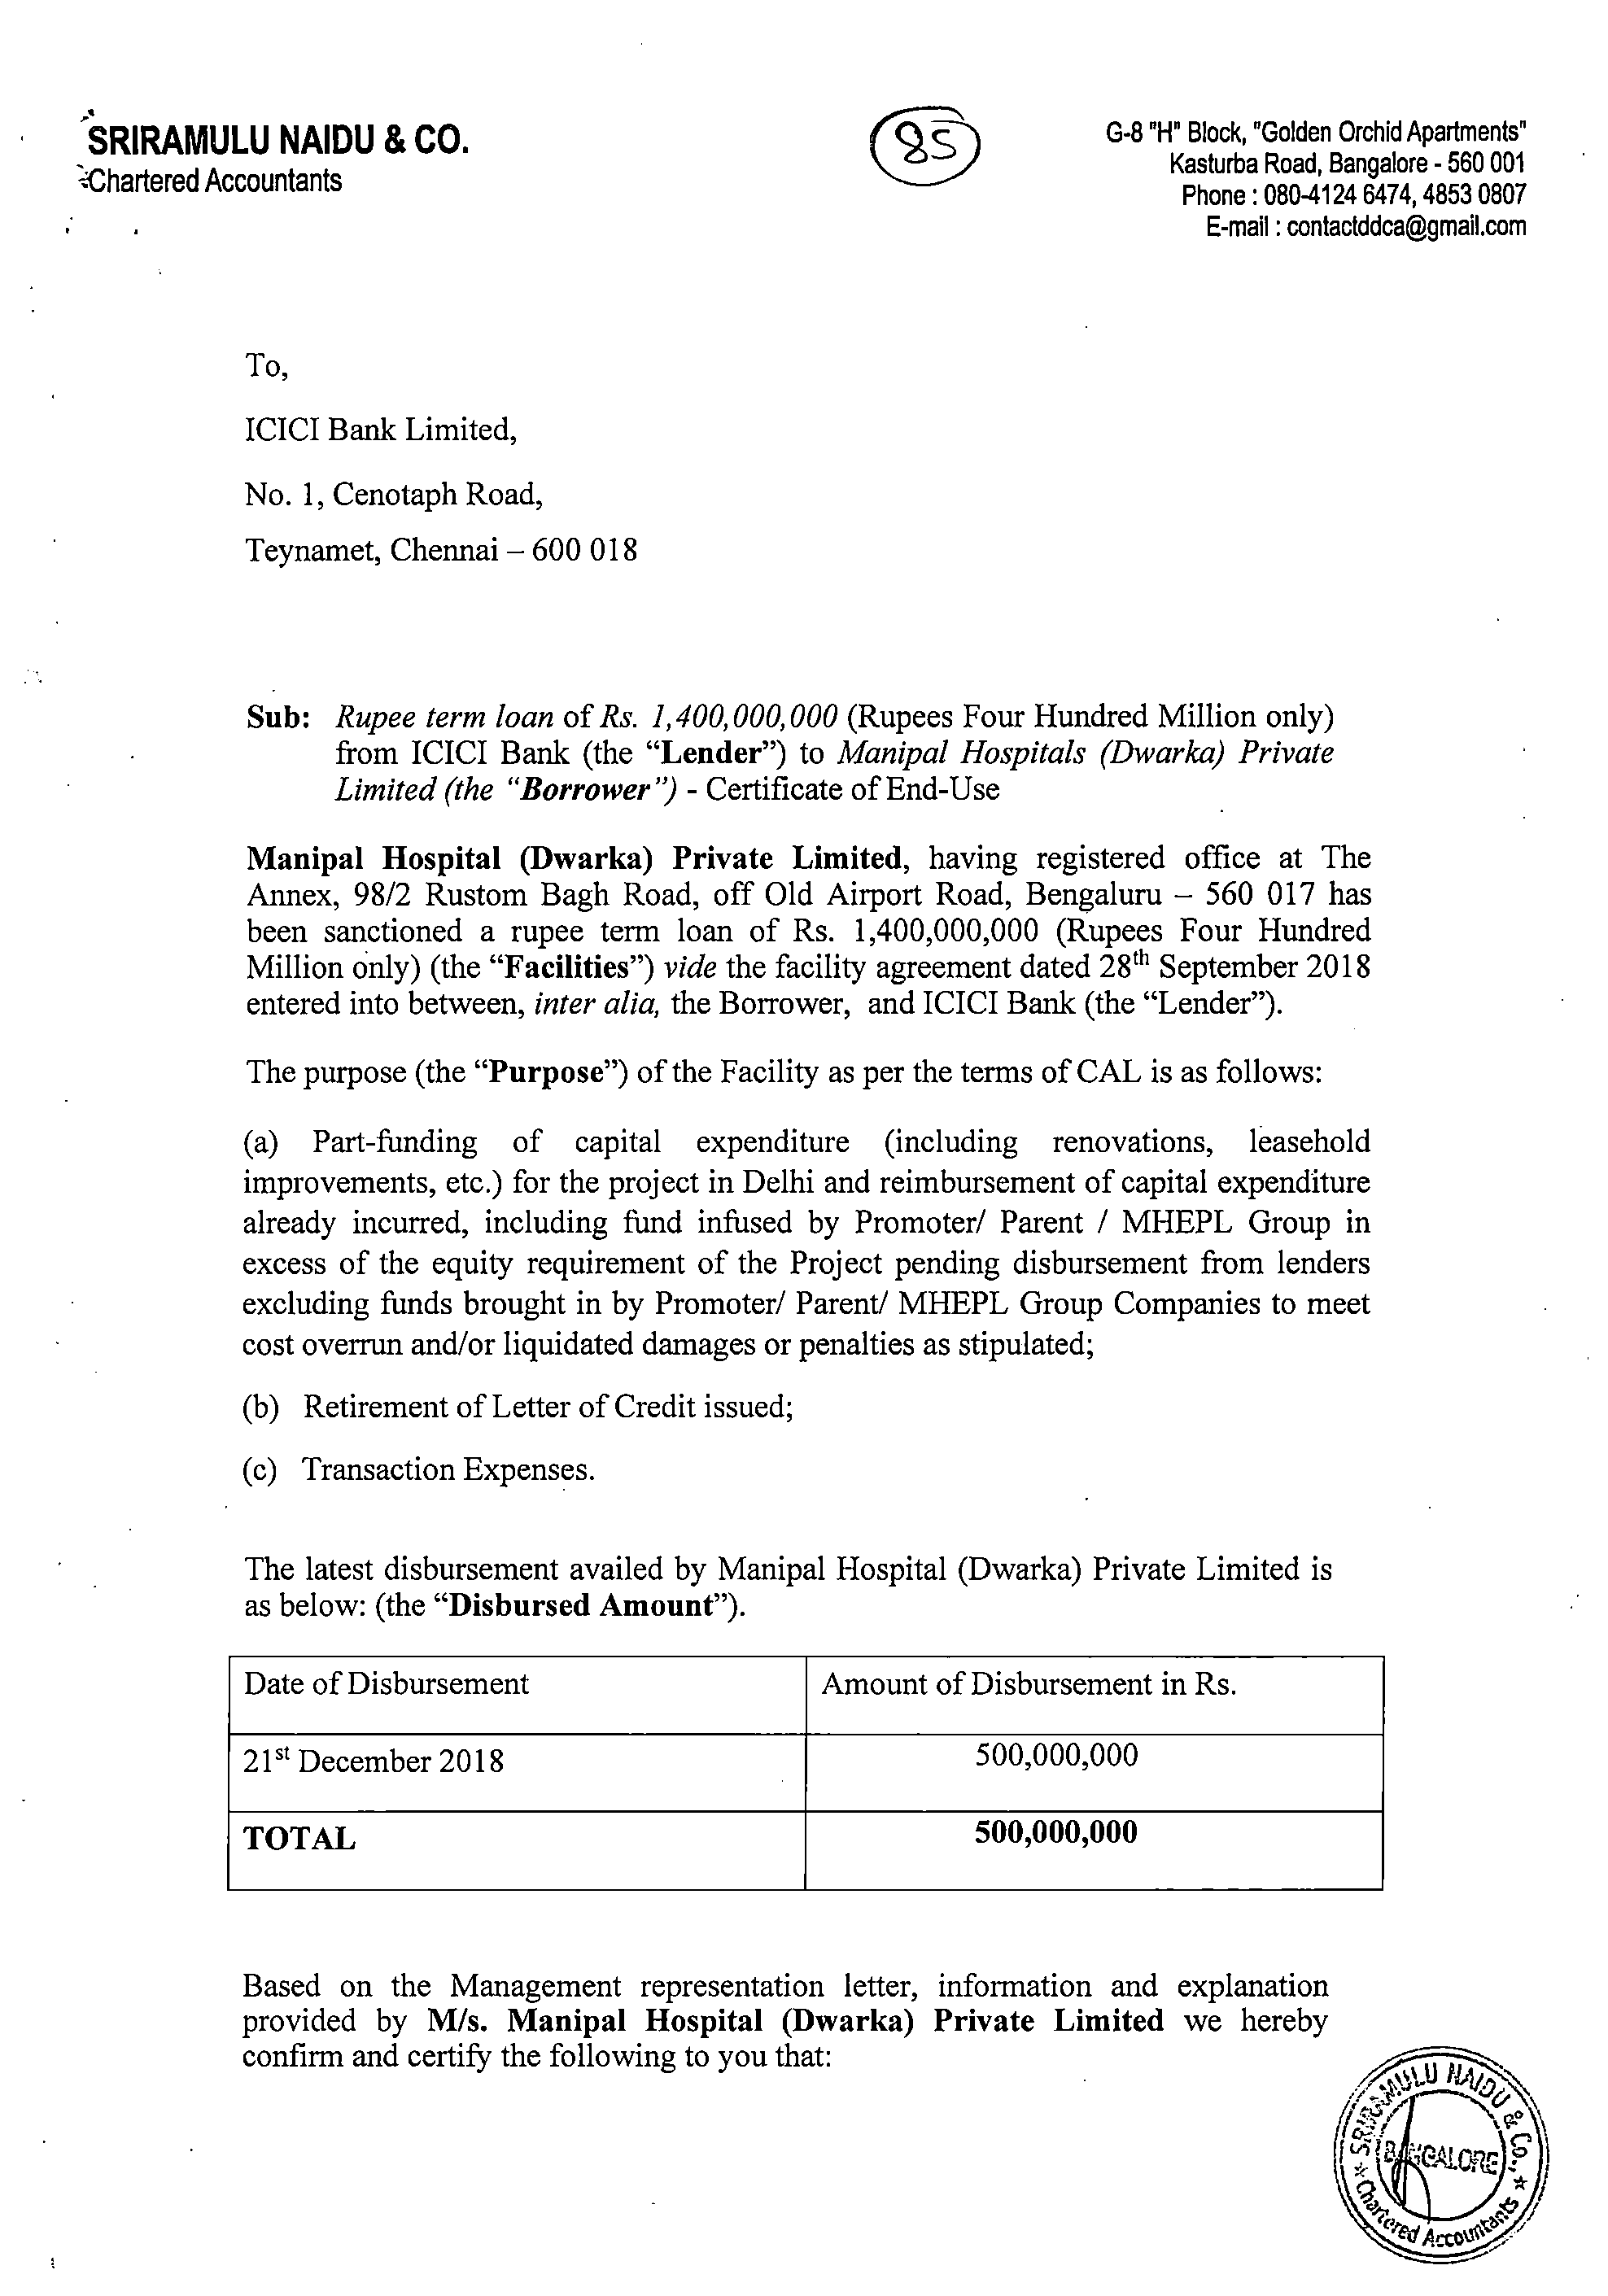 SRIRAMULU NAIDU & CO.
Chartered Accountants
85
G-8 "H" Block, "Golden Orchid Apartments"
Kasturba Road, Bangalore - 560 001
Phone : 080-4124 6474, 4853 0807
E-mail : contactddca@gmail.com
To,
ICICI Bank Limited,
No. 1, Cenotaph Road,
Teynamet, Chennai – 600 018
Sub: Rupee term loan of Rs. 1,400,000,000 (Rupees Four Hundred Million only)
from ICICI Bank (the “Lender”) to Manipal Hospitals (Dwarka) Private
Limited (the “Borrower”) - Certificate of End-Use
Manipal Hospital (Dwarka) Private Limited, having registered office at The
Annex, 98/2 Rustom Bagh Road, off Old Airport Road, Bengaluru – 560 017 has
been sanctioned a rupee term loan of Rs. 1,400,000,000 (Rupees Four Hundred
Million only) (the “Facilities”) vide the facility agreement dated 28th September 2018
entered into between, inter alia, the Borrower, and ICICI Bank (the “Lender”).
The purpose (the “Purpose”) of the Facility as per the terms of CAL is as follows:
(a) Part-funding of capital expenditure (including renovations, leasehold
improvements, etc.) for the project in Delhi and reimbursement of capital expenditure
already incurred, including fund infused by Promoter/ Parent / MHEPL Group in
excess of the equity requirement of the Project pending disbursement from lenders
excluding funds brought in by Promoter/ Parent/ MHEPL Group Companies to meet
cost overrun and/or liquidated damages or penalties as stipulated;
(b) Retirement of Letter of Credit issued;
(c) Transaction Expenses.
The latest disbursement availed by Manipal Hospital (Dwarka) Private Limited is
as below: (the “Disbursed Amount”).
Date of Disbursement Amount of Disbursement in Rs.
21st December 2018 500,000,000
TOTAL 500,000,000
Based on the Management representation letter, information and explanation
provided by M/s. Manipal Hospital (Dwarka) Private Limited we hereby
confirm and certify the following to you that:
SRIRAMULU NAIDU & Co.,
BANGALORE
Chartered Accountants